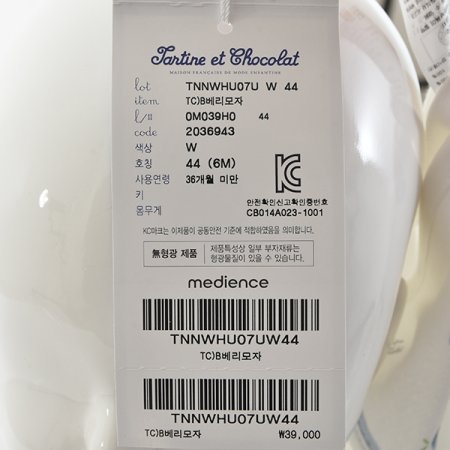 Tartine et Chocolat
MAISON FRANÇAISE DE MODE ENFANTINE
lot TNNWHU07U W 44
item TC)B베리모자
l/# 0M039H0 44
code 2036943
색상 W
호칭 44 (6M)
사용연령 36개월 미만
키
몸무게
안전확인신고확인증번호
CB014A023-1001
KC마크는 이제품이 공통안전 기준에 적합하였음을 의미합니다.
無형광 제품
제품특성상 일부 부자재류는
형광물질이 있을 수 있습니다.
medience
TNNWHU07UW44
TC)B베리모자
TNNWHU07UW44
TC)B베리모자 ₩39,000